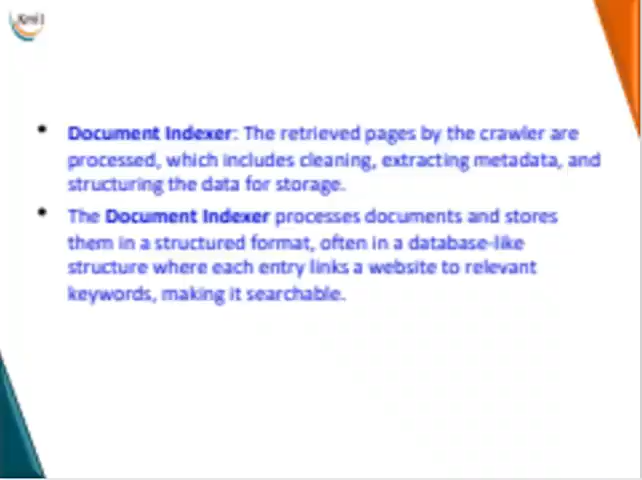 • Document Indexer: The retrieved pages by the crawler are
processed, which includes cleaning, extracting metadata, and
structuring the data for storage.
• The Document Indexer processes documents and stores
them in a structured format, often in a database-like
structure where each entry links a website to relevant
keywords, making it searchable.